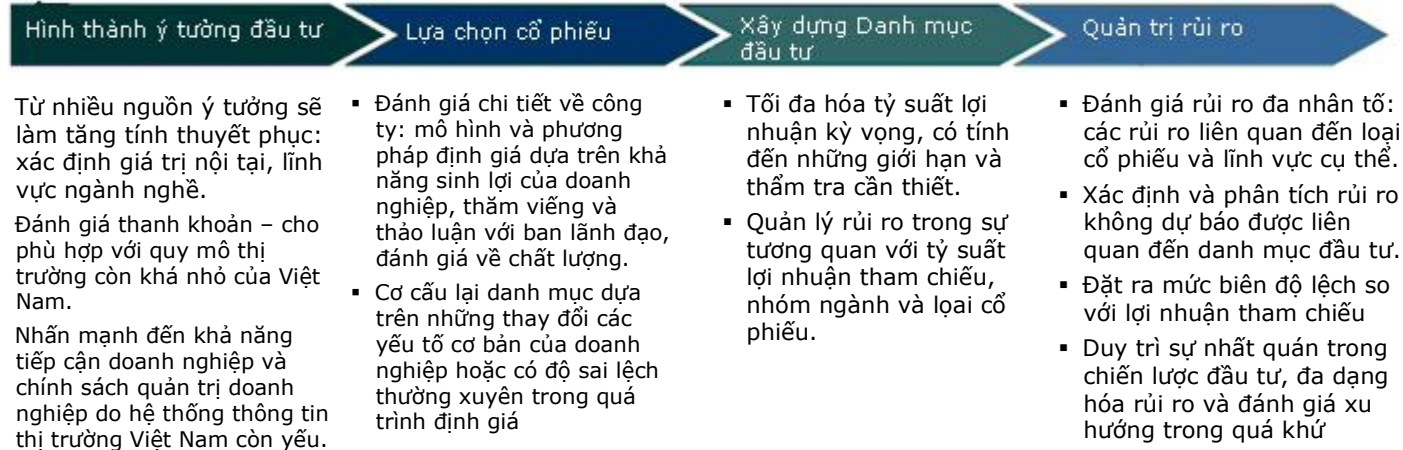 Hình thành ý tưởng đầu tư
Lựa chọn cổ phiếu
Xây dựng Danh mục
đầu tư
Quản trị rủi ro
Từ nhiều nguồn ý tưởng sẽ
làm tăng tính thuyết phục:
xác định giá trị nội tại, lĩnh
vực ngành nghề.
Đánh giá thanh khoản – cho
phù hợp với quy mô thị
trường còn khá nhỏ của Việt
Nam.
Nhấn mạnh đến khả năng
tiếp cận doanh nghiệp và
chính sách quản trị doanh
nghiệp do hệ thống thông tin
thị trường Việt Nam còn yếu.
▪ Đánh giá chi tiết về công
ty: mô hình và phương
pháp định giá dựa trên khả
năng sinh lợi của doanh
nghiệp, thăm viếng và
thảo luận với ban lãnh đạo,
đánh giá về chất lượng.
▪ Cơ cấu lại danh mục dựa
trên những thay đổi các
yếu tố cơ bản của doanh
nghiệp hoặc có độ sai lệch
thường xuyên trong quá
trình định giá
▪ Tối đa hóa tỷ suất lợi
nhuận kỳ vọng, có tính
đến những giới hạn và
thẩm tra cần thiết.
▪ Quản lý rủi ro trong sự
tương quan với tỷ suất
lợi nhuận tham chiếu,
nhóm ngành và lọai cổ
phiếu.
▪ Đánh giá rủi ro đa nhân tố:
các rủi ro liên quan đến loại
cổ phiếu và lĩnh vực cụ thể.
▪ Xác định và phân tích rủi ro
không dự báo được liên
quan đến danh mục đầu tư.
▪ Đặt ra mức biên độ lệch so
với lợi nhuận tham chiếu
▪ Duy trì sự nhất quán trong
chiến lược đầu tư, đa dạng
hóa rủi ro và đánh giá xu
hướng trong quá khứ